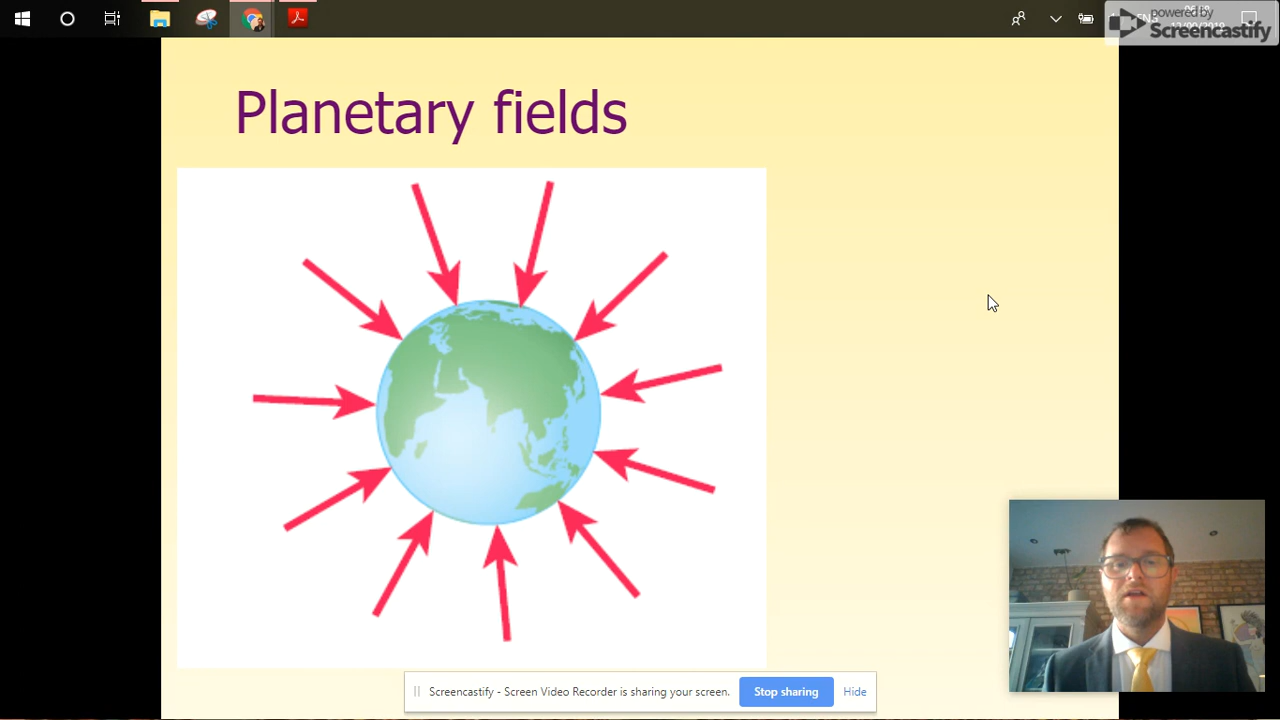 powered by
Screencastify
Planetary fields
Screencastify - Screen Video Recorder is sharing your screen.
Stop sharing
Hide